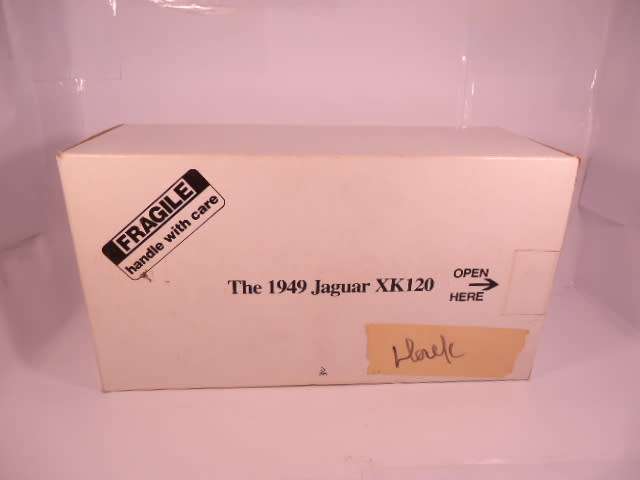 FRAGILE
handle with care
The 1949 Jaguar XK120
OPEN
HERE